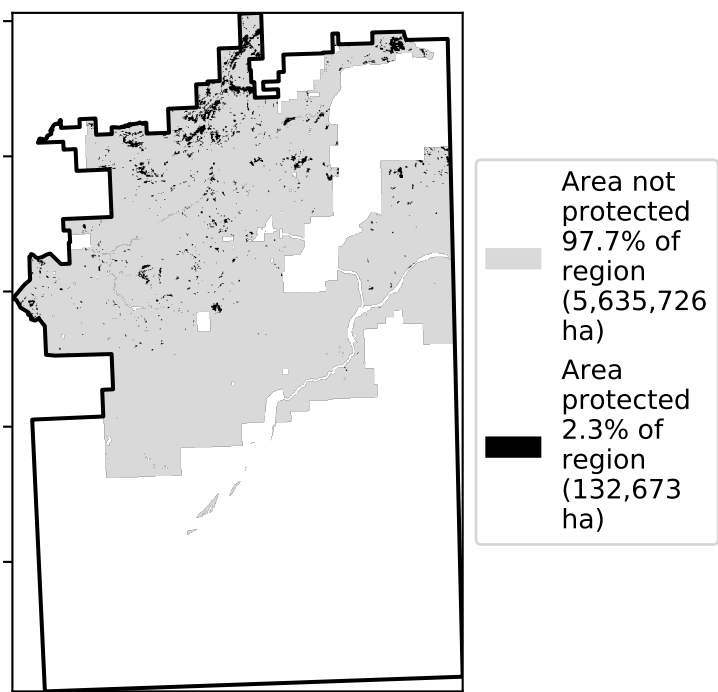 Area not
protected
97.7% of
region
(5,635,726
ha)
Area
protected
2.3% of
region
(132,673
ha)